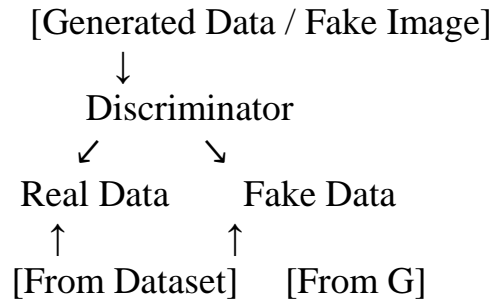 [Generated Data / Fake Image]
↓
Discriminator
↙ ↘
Real Data Fake Data
↑ ↑
[From Dataset] [From G]